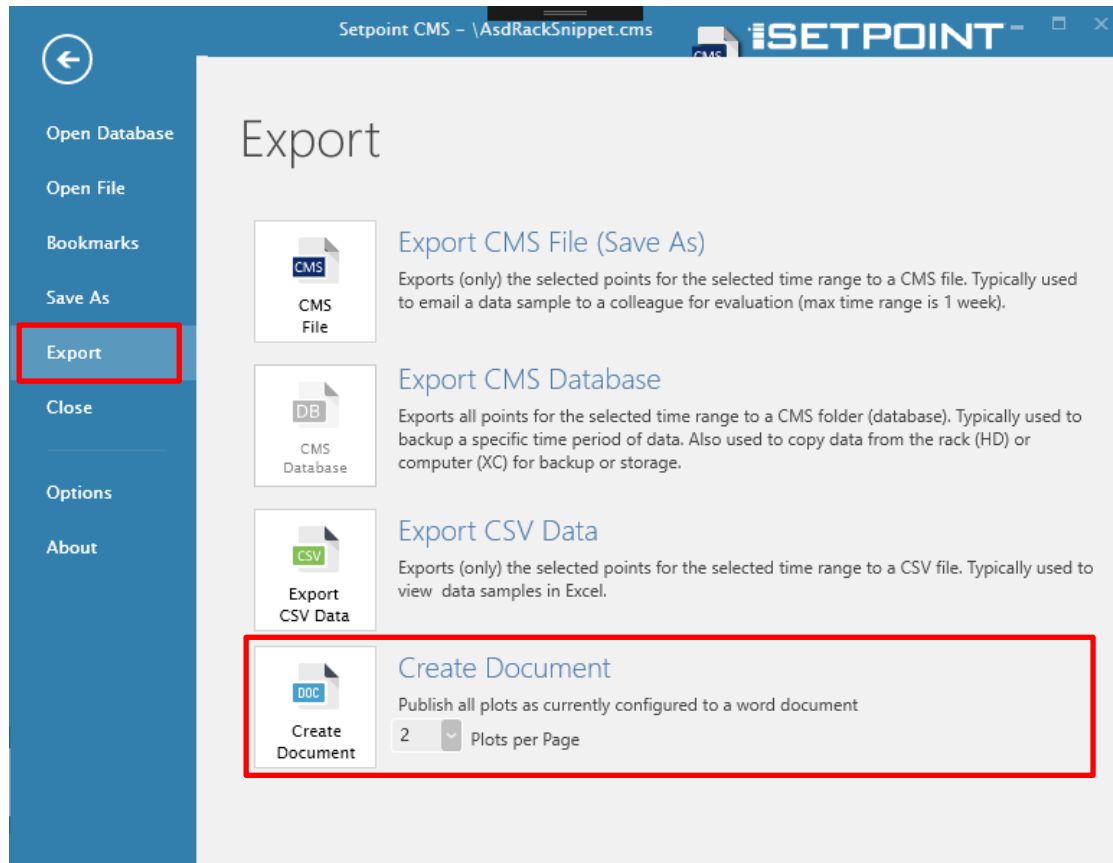 Setpoint CMS - \AsdRackSnippet.cms
CMS
SETPOINT
Open Database
Open File
Bookmarks
Save As
Export
Close
Options
About
Export
CMS
CMS
File
Export CMS File (Save As)
Exports (only) the selected points for the selected time range to a CMS file. Typically used
to email a data sample to a colleague for evaluation (max time range is 1 week).
DB
CMS
Database
Export CMS Database
Exports all points for the selected time range to a CMS folder (database). Typically used to
backup a specific time period of data. Also used to copy data from the rack (HD) or
computer (XC) for backup or storage.
CSV
Export
CSV Data
Export CSV Data
Exports (only) the selected points for the selected time range to a CSV file. Typically used to
view data samples in Excel.
DOC
Create
Document
Create Document
Publish all plots as currently configured to a word document
2 Plots per Page